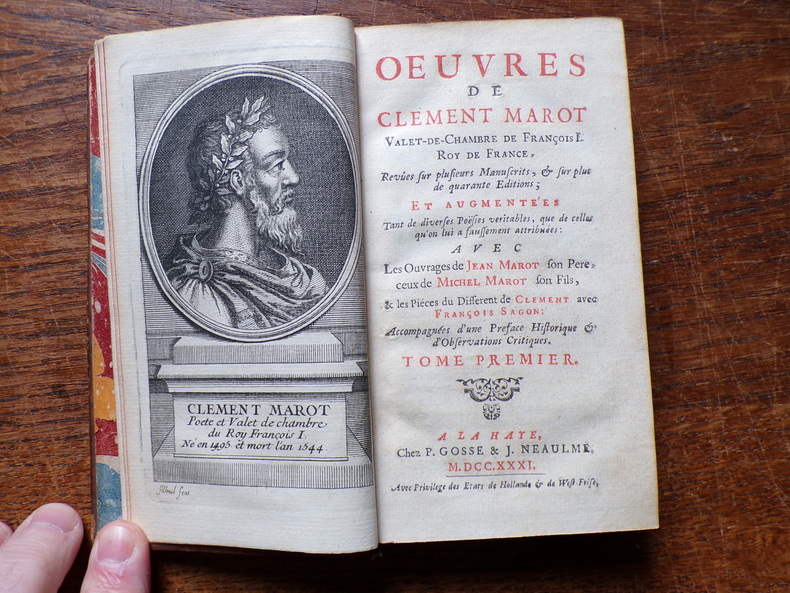 CLEMENT MAROT
Poete et Valet de chambre
du Roy François I.
Né en 1495 et mort l'an 1544.
OEUVRES
DE
CLEMENT MAROT
VALET-DE-CHAMBRE DE FRANÇOIS I.
ROY DE FRANCE,
Revûes sur plusieurs Manuscrits, & sur plus
de quarante Editions;
ET AUGMENTE'ES
Tant de diverses Poësies veritables, que de celles
qu'on lui a faussement attribuées:
AVEC
Les Ouvrages de JEAN MAROT son Pere,
ceux de MICHEL MAROT son Fils,
& les Piéces du Different de CLEMENT avec
FRANÇOIS SAGON:
Accompagnées d'une Preface Historique &
d'Observations Critiques.
TOME PREMIER.
A LA HAYE,
Chez P. GOSSE & J. NEAULME,
M.DCC.XXXI.
Avec Privilege des Etats de Hollande & de West-Frise,